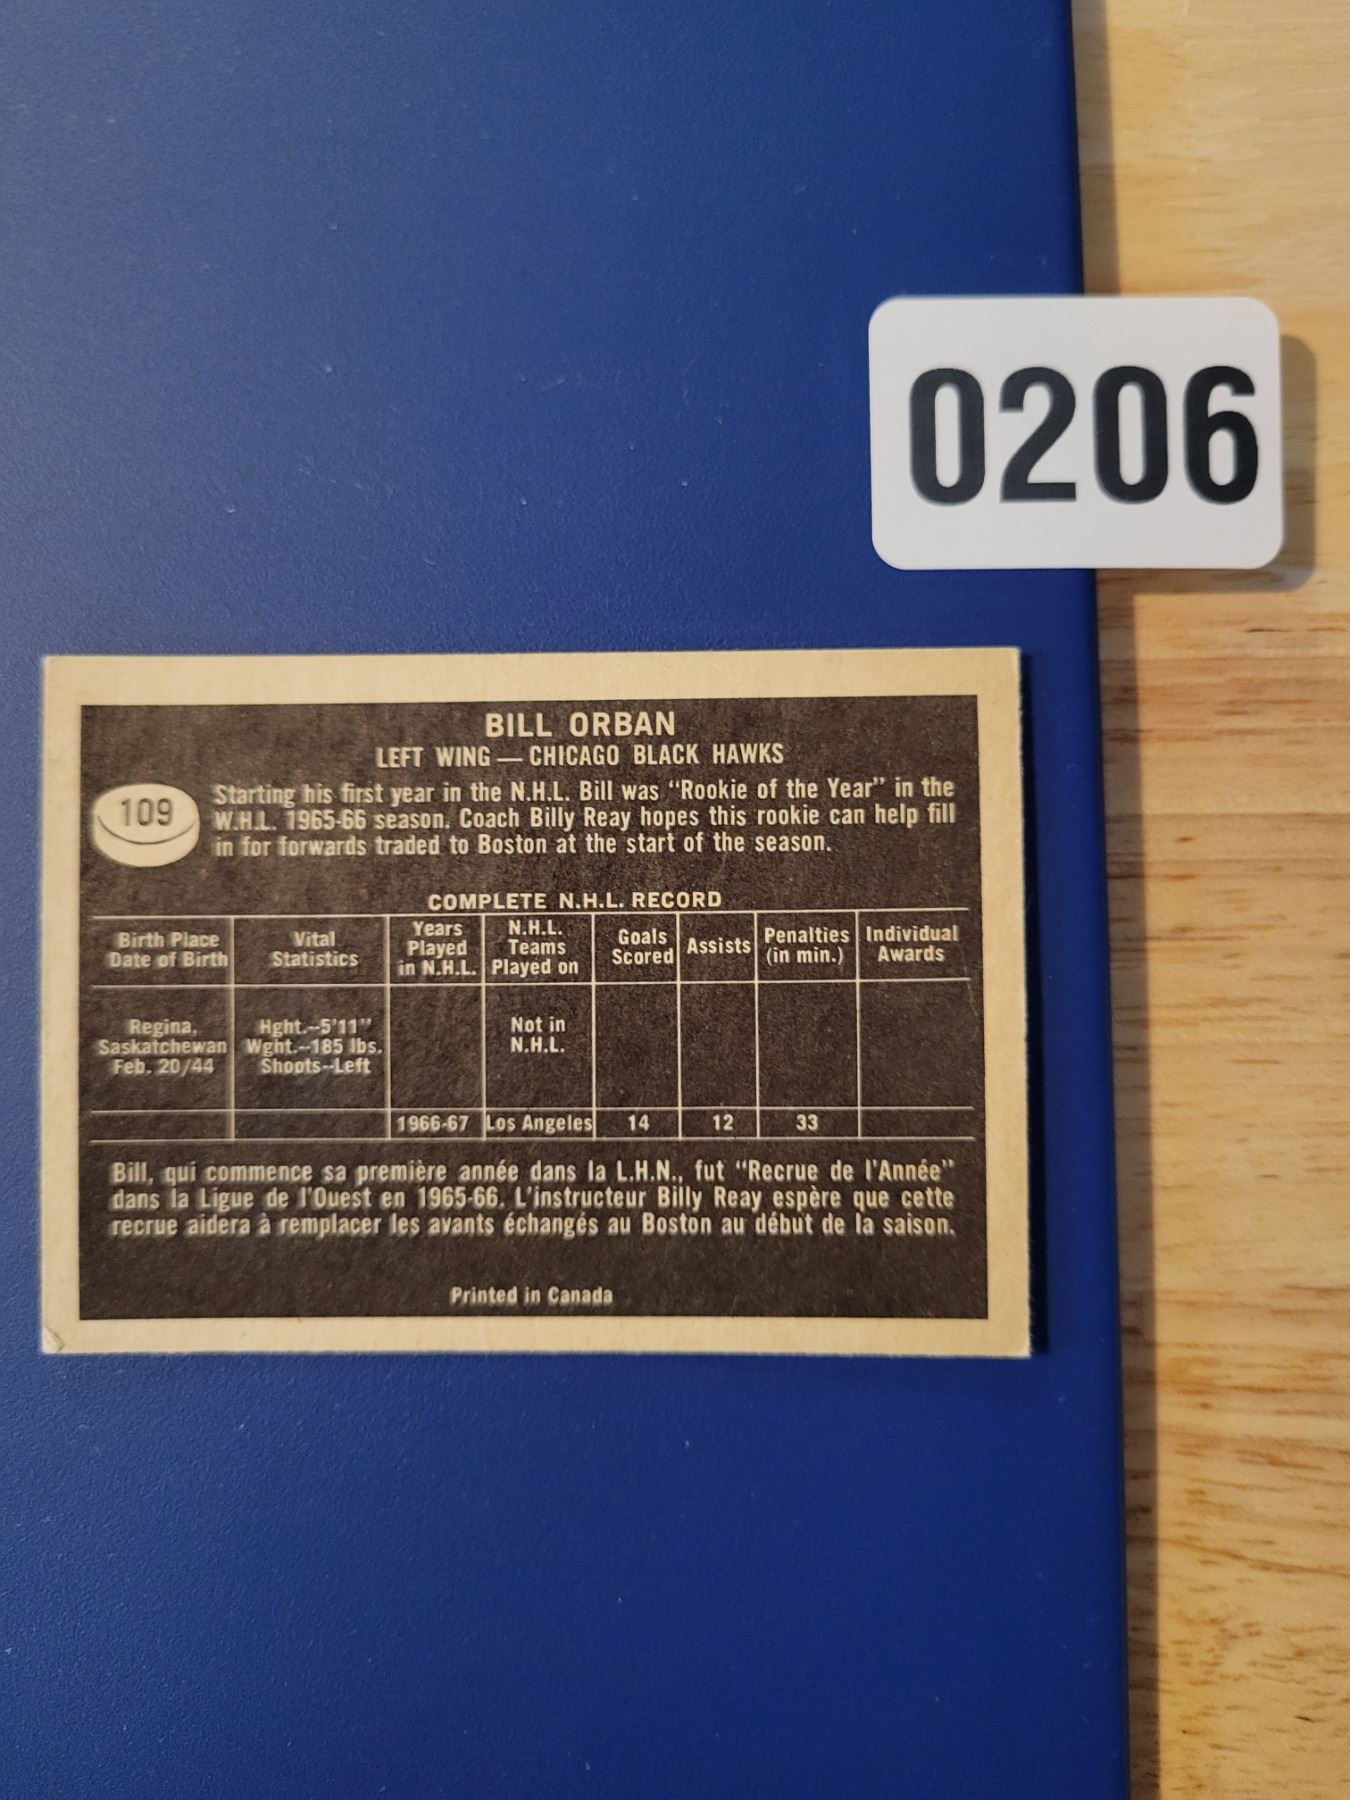 0206
BILL ORBAN
LEFT WING — CHICAGO BLACK HAWKS
109
Starting his first year in the N.H.L. Bill was “Rookie of the Year” in the
W.H.L. 1965-66 season. Coach Billy Reay hopes this rookie can help fill
in for forwards traded to Boston at the start of the season.
COMPLETE N.H.L. RECORD
Birth Place
Date of Birth
Vital
Statistics
Years
Played
in N.H.L.
N.H.L.
Teams
Played on
Goals
Scored
Assists
Penalties
(in min.)
Individual
Awards
Regina,
Saskatchewan
Feb. 20/44
Hght.--5'11”
Wght.--185 lbs.
Shoots--Left
Not in
N.H.L.
1966-67 Los Angeles 14 12 33
Bill, qui commence sa première année dans la L.H.N., fut “Recrue de l'Année”
dans la Ligue de l'Ouest en 1965-66. L'instructeur Billy Reay espère que cette
recrue aidera à remplacer les avants échangés au Boston au début de la saison.
Printed in Canada